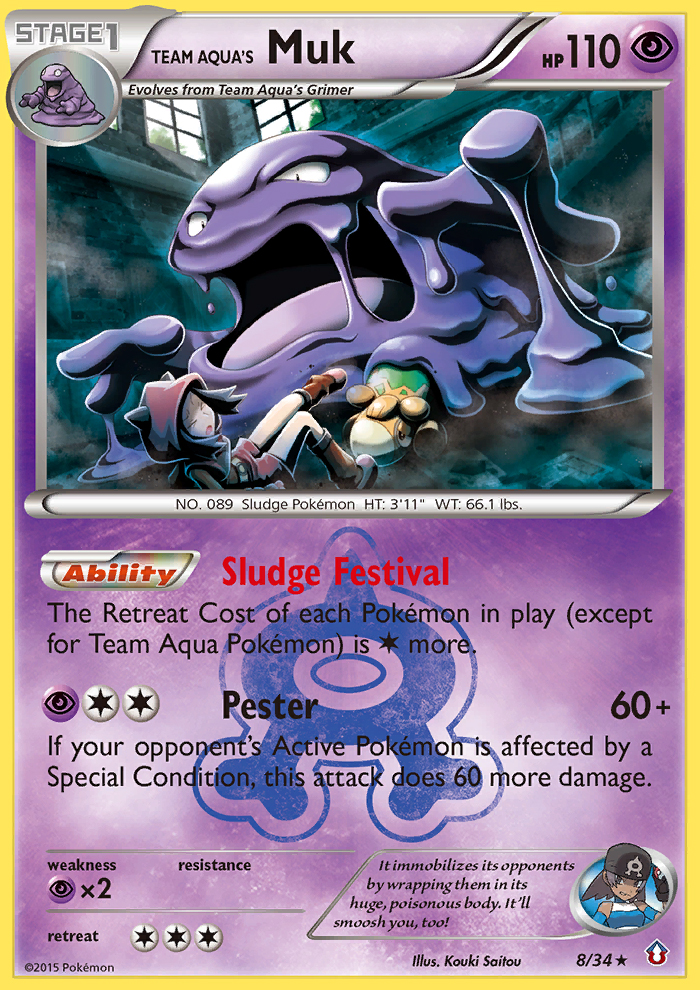 STAGE1
TEAM AQUA'S Muk
HP110
Evolves from Team Aqua's Grimer
NO. 089 Sludge Pokémon HT: 3'11" WT: 66.1 lbs.
Ability Sludge Festival
The Retreat Cost of each Pokémon in play (except
for Team Aqua Pokémon) is more.
Pester 60+
If your opponent's Active Pokémon is affected by a
Special Condition, this attack does 60 more damage.
weakness resistance
×2
retreat
It immobilizes its opponents
by wrapping them in its
huge, poisonous body. It'll
smoosh you, too!
©2015 Pokémon
Illus. Kouki Saitou
8/34★